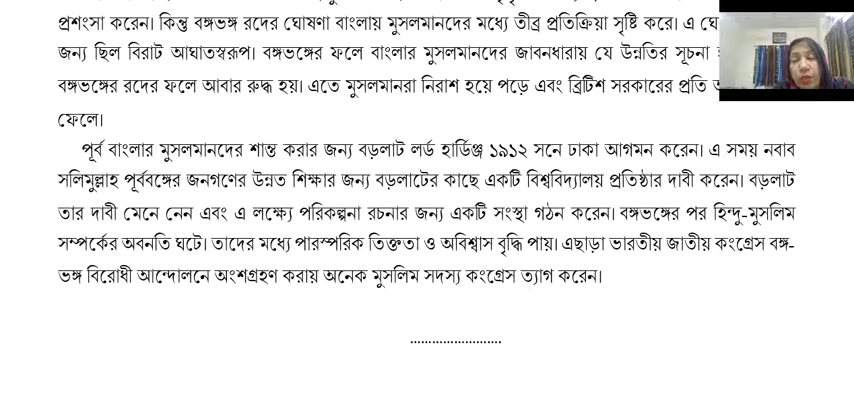 প্রশংসা করেন। কিন্তু বঙ্গভঙ্গ রদের ঘোষণা বাংলায় মুসলমানদের মধ্যে তীব্র প্রতিক্রিয়া সৃষ্টি করে। এ
জন্য ছিল বিরাট আঘাতস্বরূপ। বঙ্গভঙ্গের ফলে বাংলার মুসলমানদের জাবনধারায় যে উন্নতির সূচনা
বঙ্গভঙ্গের রদের ফলে আবার রুদ্ধ হয়। এতে মুসলমানরা নিরাশ হয়ে পড়ে এবং ব্রিটিশ সরকারের প্রতি
ফেলে।
পূর্ব বাংলার মুসলমানদের শান্ত করার জন্য বড়লাট লর্ড হার্ডিঞ্জ ১৯১২ সনে ঢাকা আগমন করেন। এ সময় নবাব
সলিমুল্লাহ পূর্ববঙ্গের জনগণের উন্নত শিক্ষার জন্য বড়লাটের কাছে একটি বিশ্ববিদ্যালয় প্রতিষ্ঠার দাবী করেন। বড়লাট
তার দাবী মেনে নেন এবং এ লক্ষ্যে পরিকল্পনা রচনার জন্য একটি সংস্থা গঠন করেন। বঙ্গভঙ্গের পর হিন্দু-মুসলিম
সম্পর্কের অবনতি ঘটে। তাদের মধ্যে পারস্পরিক তিক্ততা ও অবিশ্বাস বৃদ্ধি পায়। এছাড়া ভারতীয় জাতীয় কংগ্রেস বঙ্গ-
ভঙ্গ বিরোধী আন্দোলনে অংশগ্রহণ করায় অনেক মুসলিম সদস্য কংগ্রেস ত্যাগ করেন।
.........................